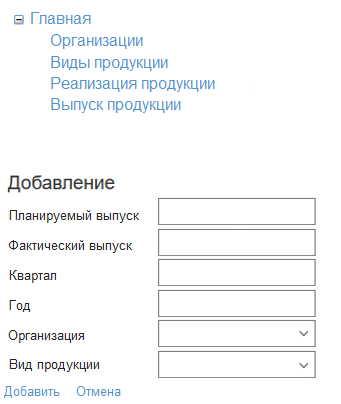 Главная
Организации
Виды продукции
Реализация продукции
Выпуск продукции
Добавление
Планируемый выпуск
Фактический выпуск
Квартал
Год
Организация
Вид продукции
Добавить Отмена